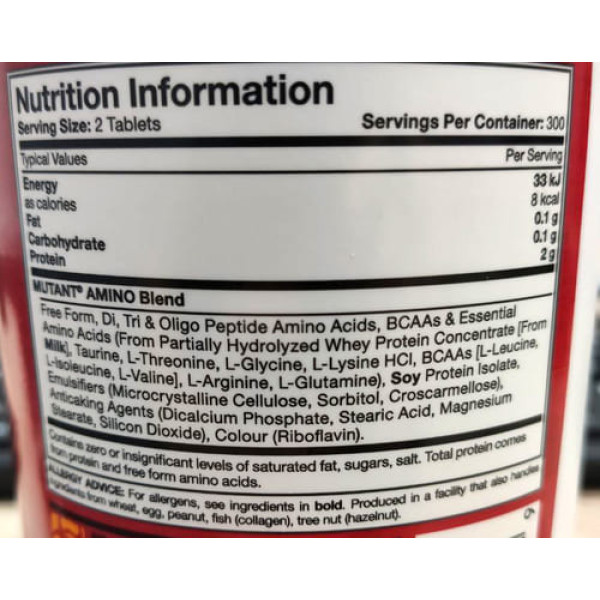 Nutrition Information
Serving Size: 2 Tablets Servings Per Container: 300
Typical Values Per Serving
Energy 33 kJ
as calories 8 kcal
Fat 0.1 g
Carbohydrate 0.1 g
Protein 2 g
MUTANT® AMINO Blend
Free Form, Di, Tri & Oligo Peptide Amino Acids, BCAAs & Essential
Amino Acids (From Partially Hydrolyzed Whey Protein Concentrate [From
Milk], Taurine, L-Threonine, L-Glycine, L-Lysine HCl, BCAAs [L-Leucine,
L-Isoleucine, L-Valine], L-Arginine, L-Glutamine), Soy Protein Isolate,
Emulsifiers (Microcrystalline Cellulose, Sorbitol, Croscarmellose),
Anticaking Agents (Dicalcium Phosphate, Stearic Acid, Magnesium
Stearate, Silicon Dioxide), Colour (Riboflavin).
Contains zero or insignificant levels of saturated fat, sugars, salt. Total protein comes
from protein and free form amino acids.
ALLERGY ADVICE: For allergens, see ingredients in bold. Produced in a facility that also handles
ingredients from wheat, egg, peanut, fish (collagen), tree nut (hazelnut).